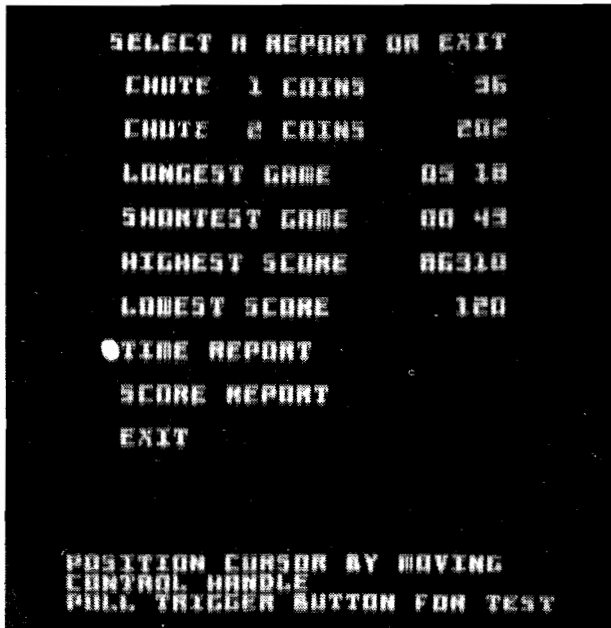 SELECT A REPORT OR EXIT
CHUTE 1 COINS 36
CHUTE 2 COINS 202
LONGEST GAME 05 18
SHORTEST GAME 00 43
HIGHEST SCORE 86310
LOWEST SCORE 120
TIME REPORT
SCORE REPORT
EXIT
POSITION CURSOR BY MOVING
CONTROL HANDLE
PULL TRIGGER BUTTON FOR TEST